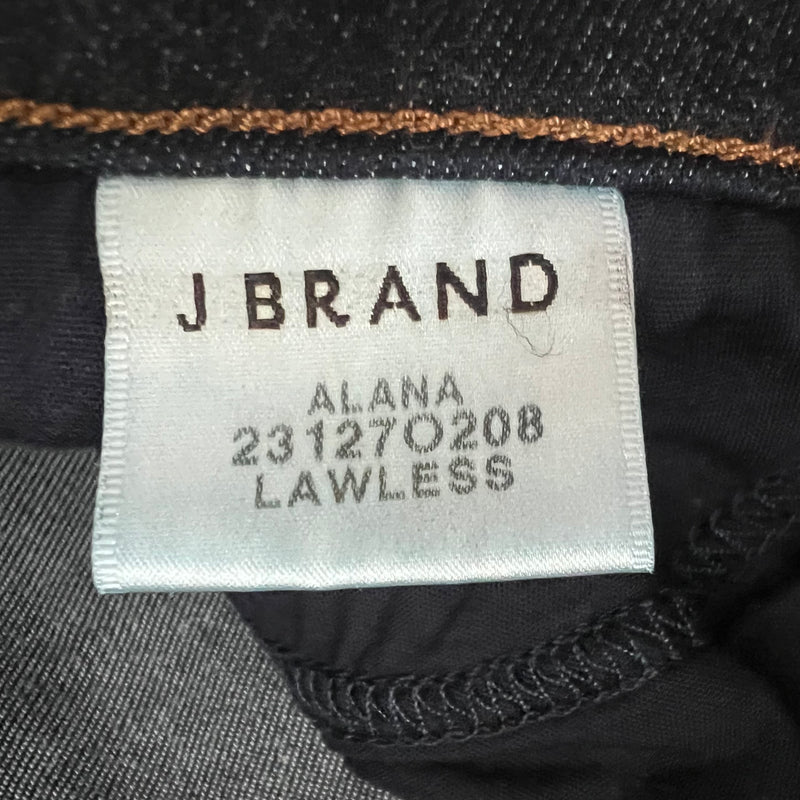 J BRAND
ALANA
23127O208
LAWLESS